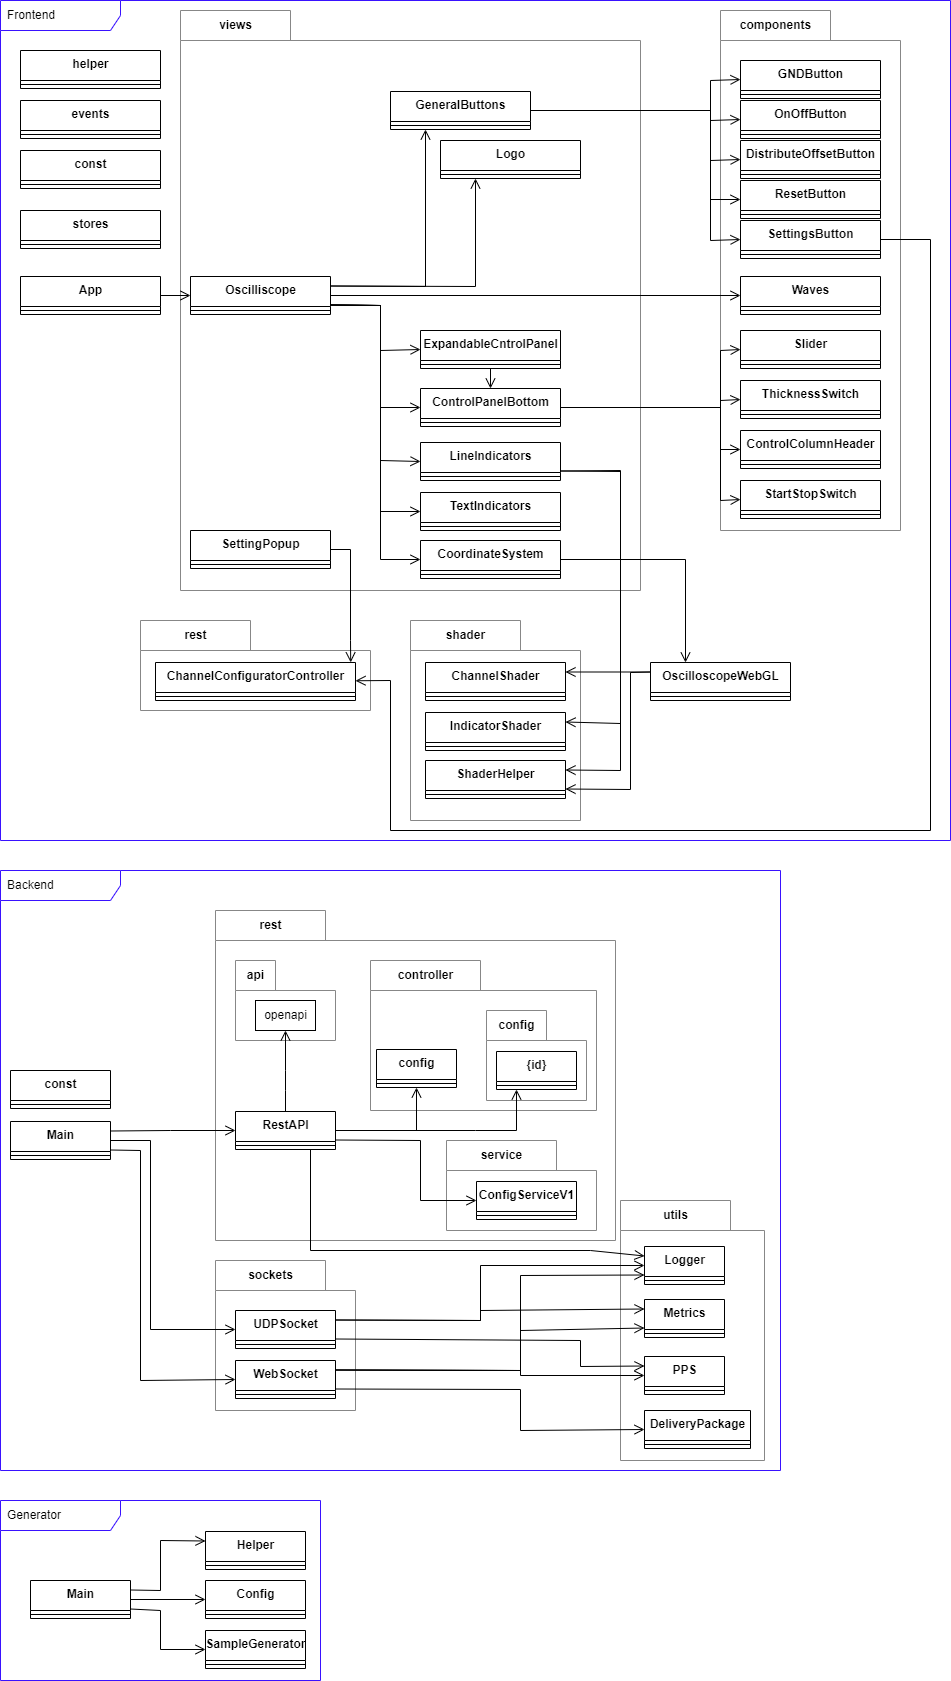 Frontend
views
components
helper
events
const
stores
App
GeneralButtons
Logo
Oscilliscope
ExpandableCntrolPanel
ControlPanelBottom
LineIndicators
TextIndicators
CoordinateSystem
SettingPopup
GNDButton
OnOffButton
DistributeOffsetButton
ResetButton
SettingsButton
Waves
Slider
ThicknessSwitch
ControlColumnHeader
StartStopSwitch
rest
ChannelConfiguratorController
shader
ChannelShader
IndicatorShader
ShaderHelper
OscilloscopeWebGL
Backend
rest
api
openapi
controller
config
config
{id}
const
Main
RestAPI
service
ConfigServiceV1
sockets
UDPSocket
WebSocket
utils
Logger
Metrics
PPS
DeliveryPackage
Generator
Main
Helper
Config
SampleGenerator